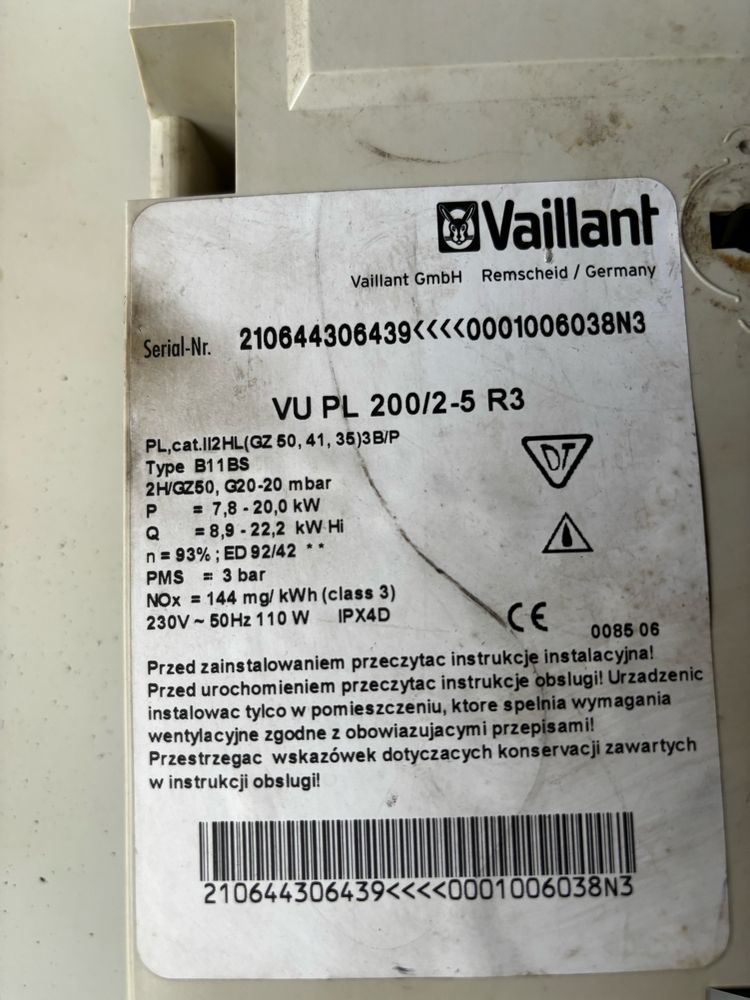 Vaillant
Vaillant GmbH Remscheid / Germany
Serial-Nr. 210644306439<<<<0001006038N3
VU PL 200/2-5 R3
PL,cat.II2HL(GZ 50, 41, 35)3B/P
Type B11BS
2H/GZ50, G20-20 mbar
P = 7,8 - 20,0 kW
Q = 8,9 - 22,2 kW Hi
n = 93% ; ED 92/42 * *
PMS = 3 bar
NOx = 144 mg/ kWh (class 3)
230V ~ 50Hz 110 W IPX4D
DT
CE 0085 06
Przed zainstalowaniem przeczytac instrukcję instalacyjna!
Przed urochomieniem przeczytac instrukcje obslugi! Urzadzenic
instalowac tylco w pomieszczeniu, ktore spelnia wymagania
wentylacyjne zgodne z obowiazujacymi przepisami!
Przestrzegac wskazówek dotyczacych konservacji zawartych
w instrukcji obslugi!
210644306439<<<<0001006038N3